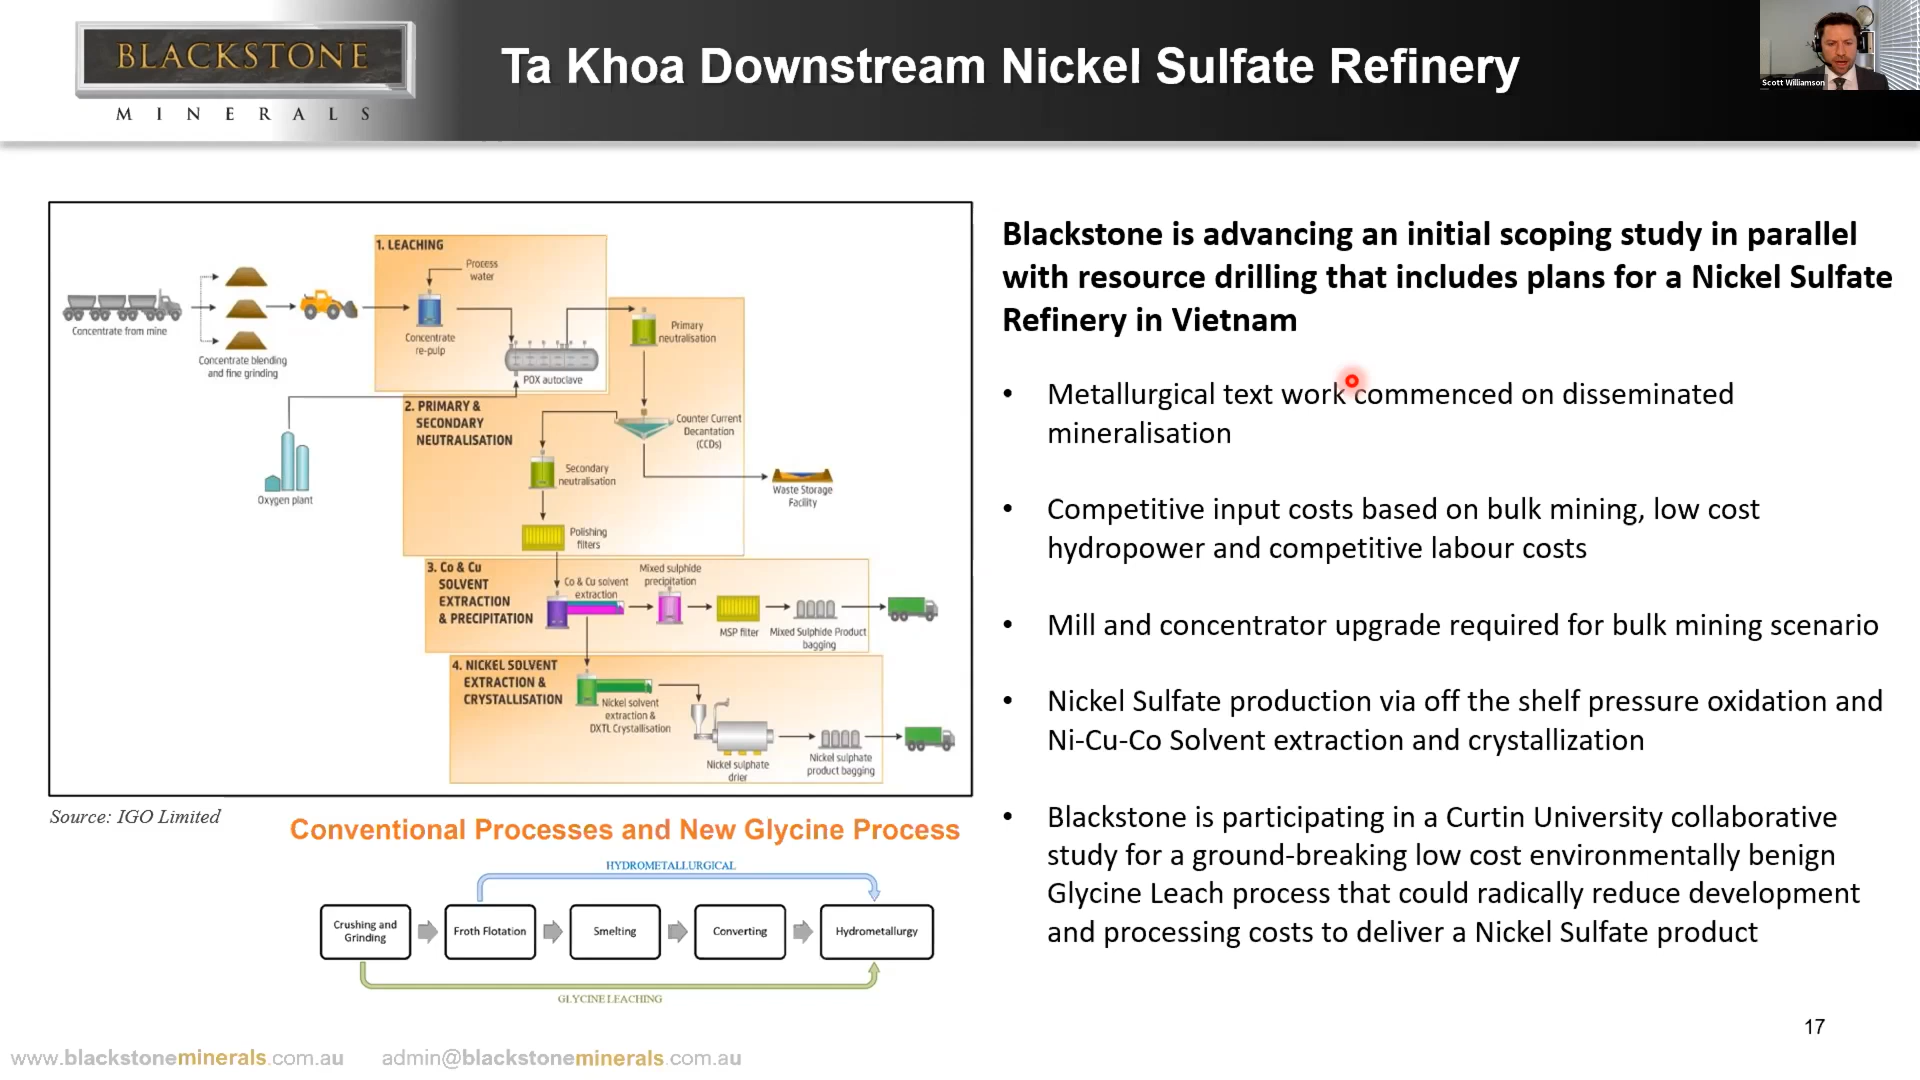 BLACKSTONE
MINERALS
Ta Khoa Downstream Nickel Sulfate Refinery
Scott Williamson
Concentrate from mine
Concentrate blending
and fine grinding
Oxygen plant
1. LEACHING
Process
water
Concentrate
re-pulp
POX autoclave
2. PRIMARY &
SECONDARY
NEUTRALISATION
Primary
neutralisation
Counter Current
Decantation
(CCDs)
Secondary
neutralisation
Waste Storage
Facility
Polishing
filters
3. Co & Cu
SOLVENT
EXTRACTION
& PRECIPITATION
Co & Cu solvent
extraction
Mixed sulphide
precipitation
MSP filter
Mixed Sulphide Product
bagging
4. NICKEL SOLVENT
EXTRACTION &
CRYSTALLISATION
Nickel solvent
extraction &
DXTL Crystallisation
Nickel sulphate
drier
Nickel sulphate
product bagging
Source: IGO Limited
Conventional Processes and New Glycine Process
HYDROMETALLURGICAL
Crushing and
Grinding
Froth Flotation
Smelting
Converting
Hydrometallurgy
GLYCINE LEACHING
Blackstone is advancing an initial scoping study in parallel
with resource drilling that includes plans for a Nickel Sulfate
Refinery in Vietnam
• Metallurgical text work commenced on disseminated
mineralisation
• Competitive input costs based on bulk mining, low cost
hydropower and competitive labour costs
• Mill and concentrator upgrade required for bulk mining scenario
• Nickel Sulfate production via off the shelf pressure oxidation and
Ni-Cu-Co Solvent extraction and crystallization
• Blackstone is participating in a Curtin University collaborative
study for a ground-breaking low cost environmentally benign
Glycine Leach process that could radically reduce development
and processing costs to deliver a Nickel Sulfate product
17
www.blackstoneminerals.com.au admin@blackstoneminerals.com.au